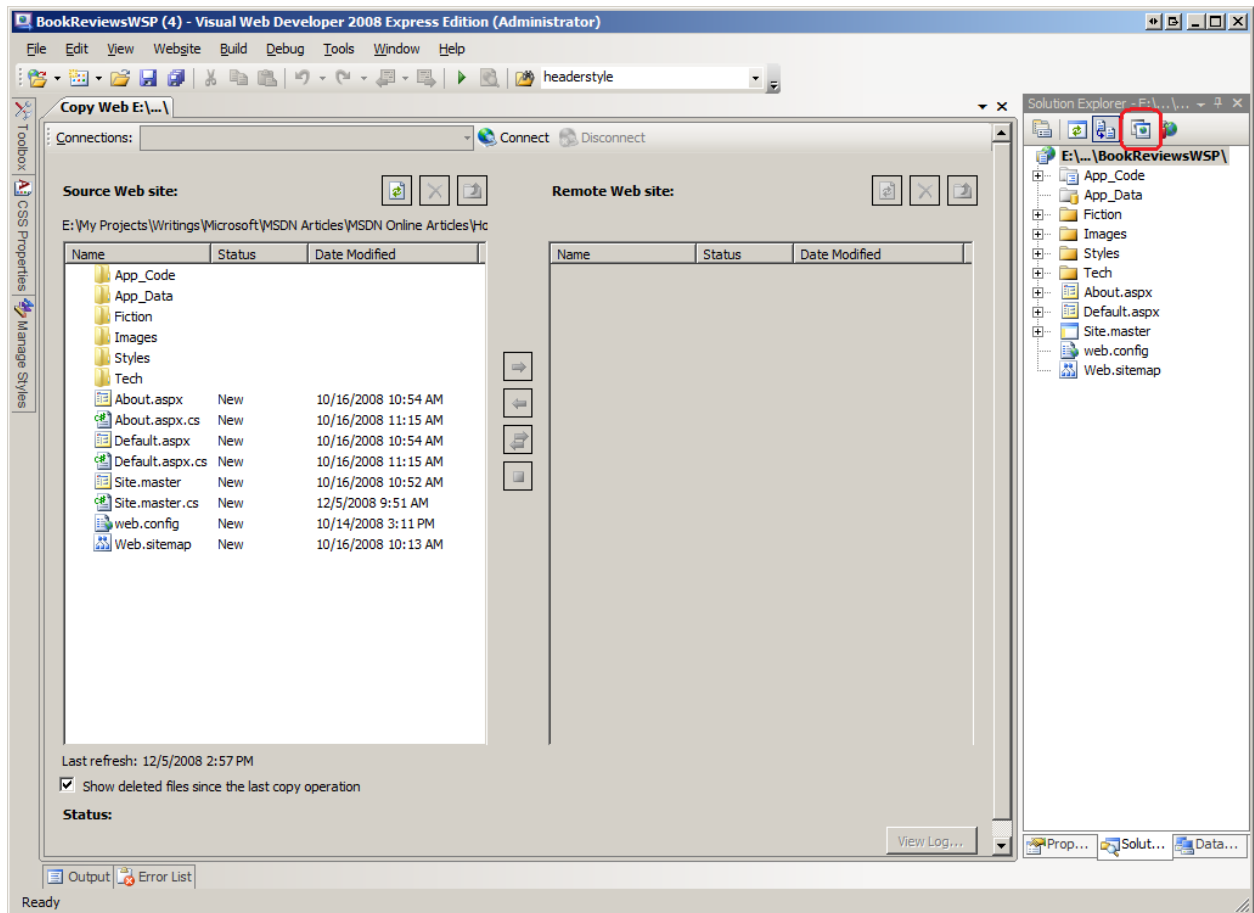 BookReviewsWSP (4) - Visual Web Developer 2008 Express Edition (Administrator)
File Edit View Website Build Debug Tools Window Help
headerstyle
Toolbox
CSS Properties
Manage Styles
Copy Web E:\...\
Connections: Connect Disconnect
Source Web site:
E:\My Projects\Writings\Microsoft\MSDN Articles\MSDN Online Articles\Ho
Name Status Date Modified
App_Code
App_Data
Fiction
Images
Styles
Tech
About.aspx New 10/16/2008 10:54 AM
About.aspx.cs New 10/16/2008 11:15 AM
Default.aspx New 10/16/2008 10:54 AM
Default.aspx.cs New 10/16/2008 11:15 AM
Site.master New 10/16/2008 10:52 AM
Site.master.cs New 12/5/2008 9:51 AM
web.config New 10/14/2008 3:11 PM
Web.sitemap New 10/16/2008 10:13 AM
Last refresh: 12/5/2008 2:57 PM
Show deleted files since the last copy operation
Status:
Remote Web site:
Name Status Date Modified
View Log...
Solution Explorer - E:\...\...
E:\...\BookReviewsWSP\
App_Code
App_Data
Fiction
Images
Styles
Tech
About.aspx
Default.aspx
Site.master
web.config
Web.sitemap
Prop... Solut... Data...
Output Error List
Ready